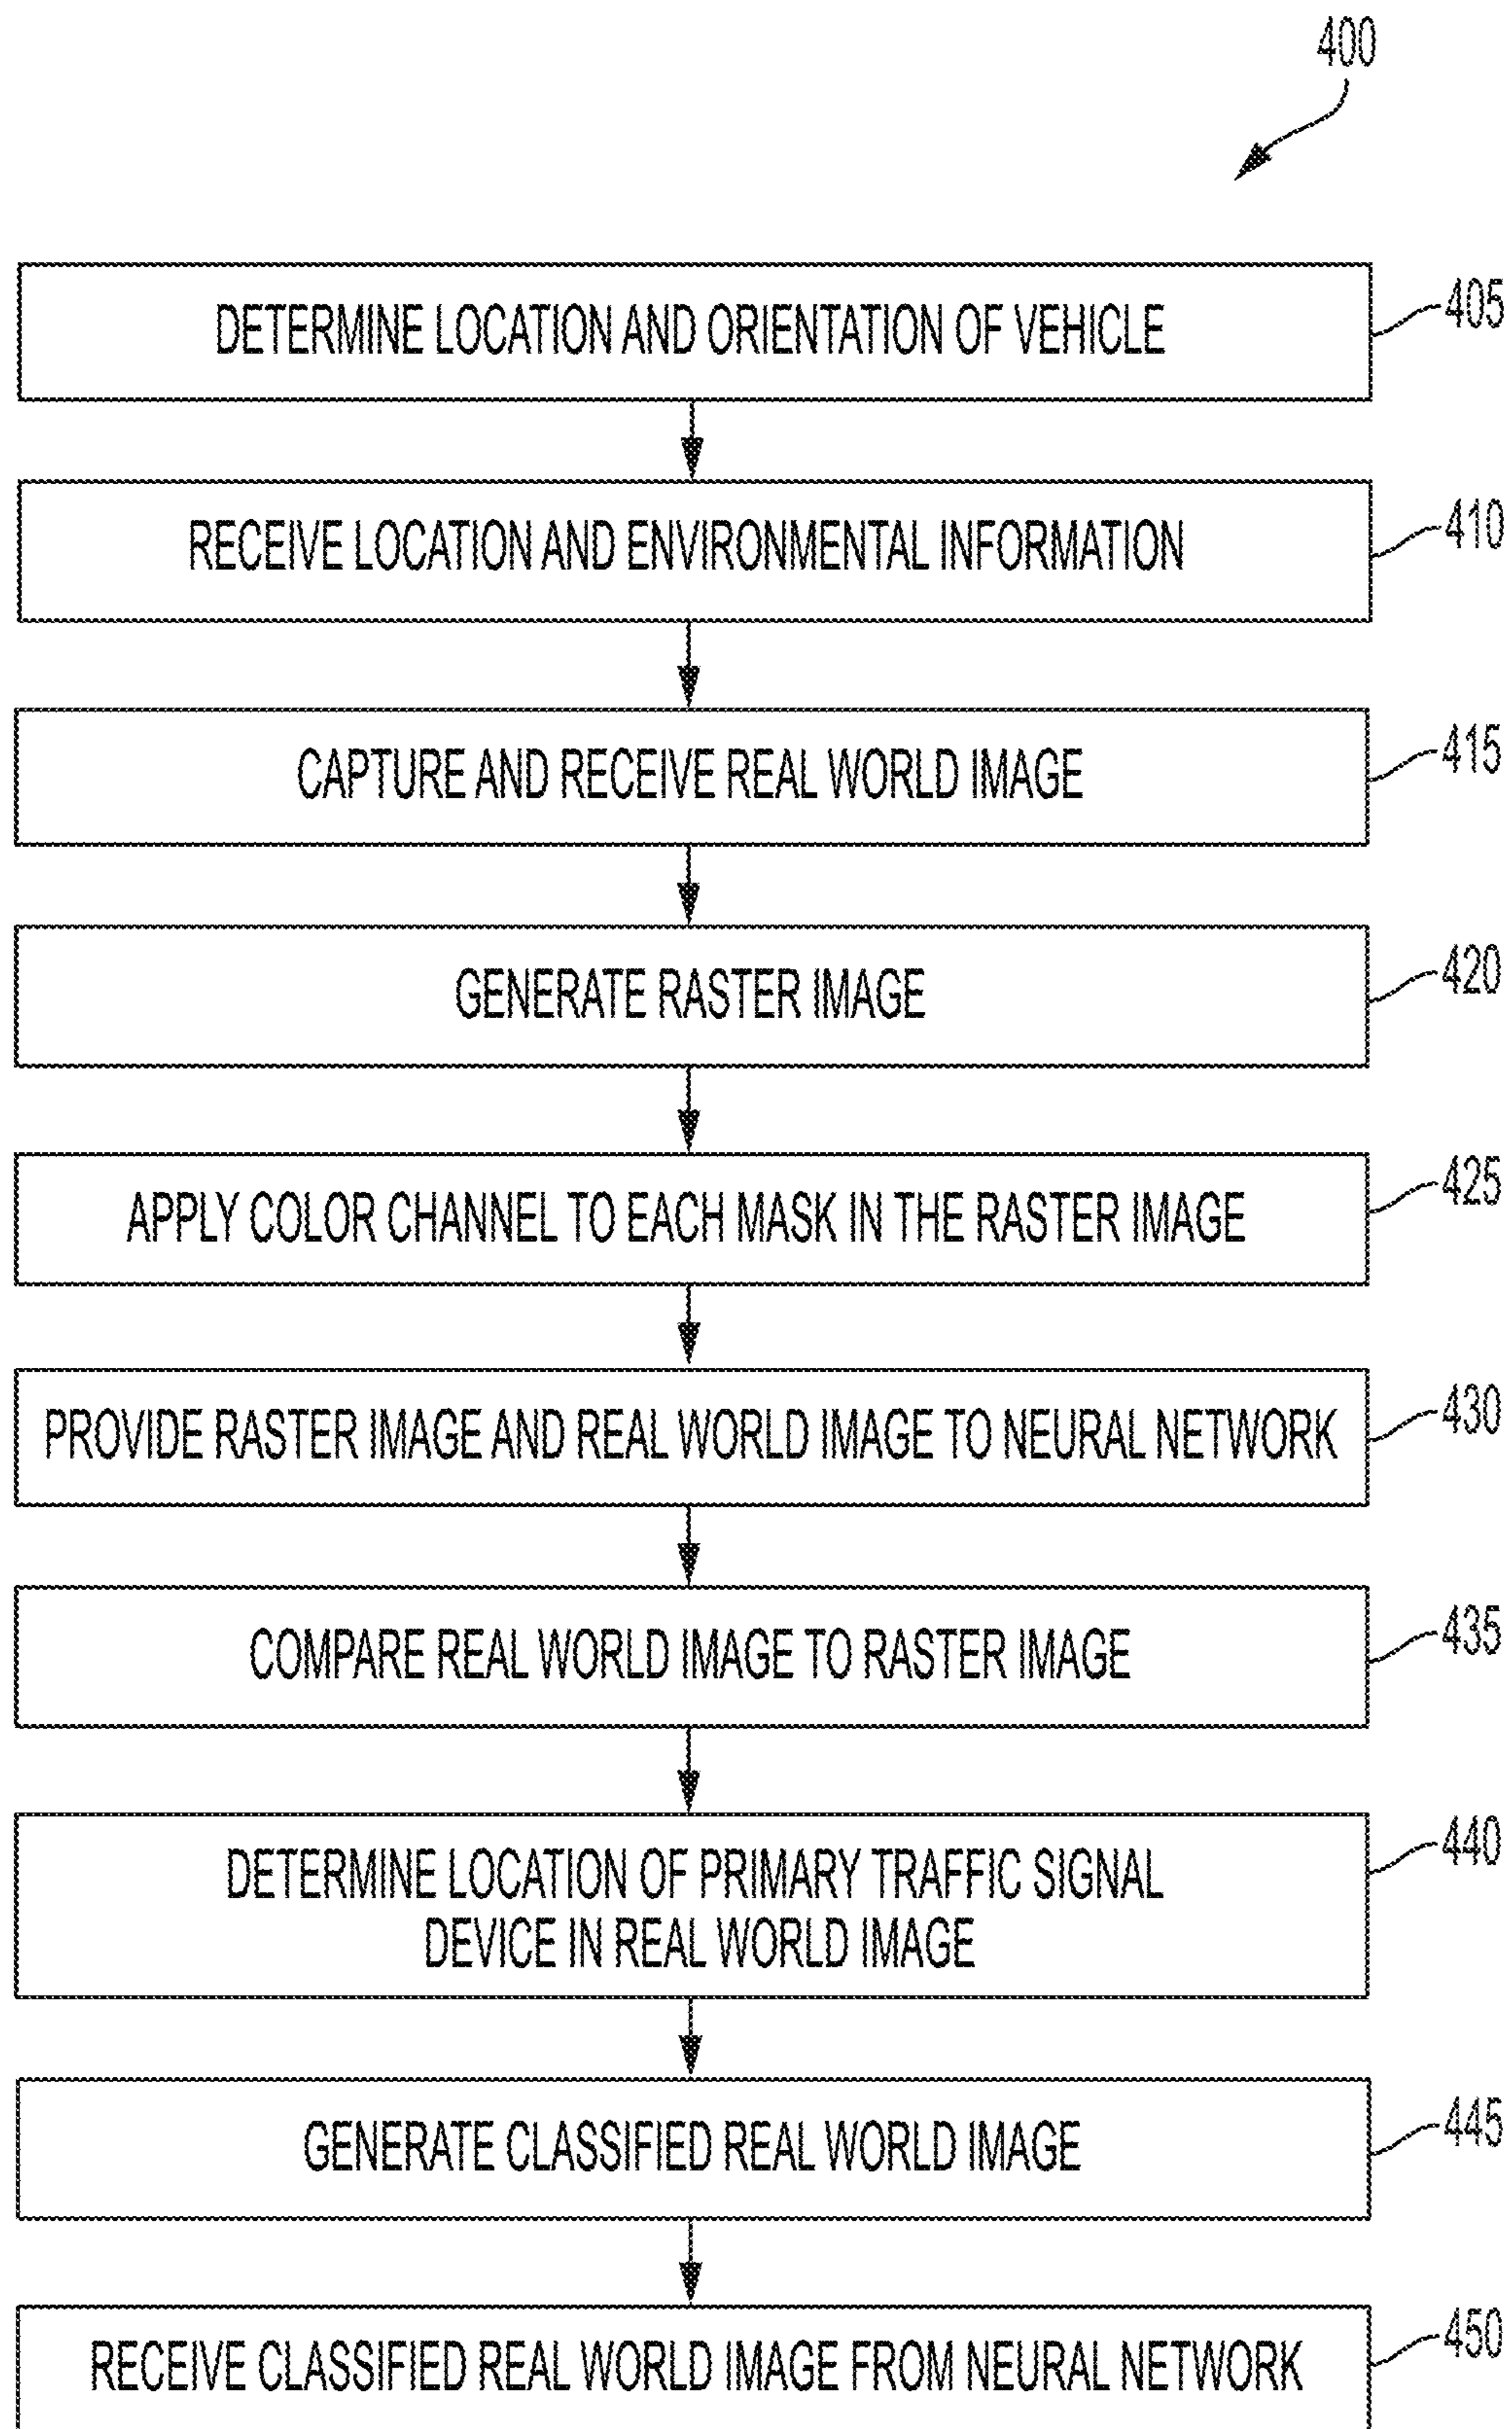 400
DETERMINE LOCATION AND ORIENTATION OF VEHICLE
405
RECEIVE LOCATION AND ENVIRONMENTAL INFORMATION
410
CAPTURE AND RECEIVE REAL WORLD IMAGE
415
GENERATE RASTER IMAGE
420
APPLY COLOR CHANNEL TO EACH MASK IN THE RASTER IMAGE
425
PROVIDE RASTER IMAGE AND REAL WORLD IMAGE TO NEURAL NETWORK
430
COMPARE REAL WORLD IMAGE TO RASTER IMAGE
435
DETERMINE LOCATION OF PRIMARY TRAFFIC SIGNAL
DEVICE IN REAL WORLD IMAGE
440
GENERATE CLASSIFIED REAL WORLD IMAGE
445
RECEIVE CLASSIFIED REAL WORLD IMAGE FROM NEURAL NETWORK
450